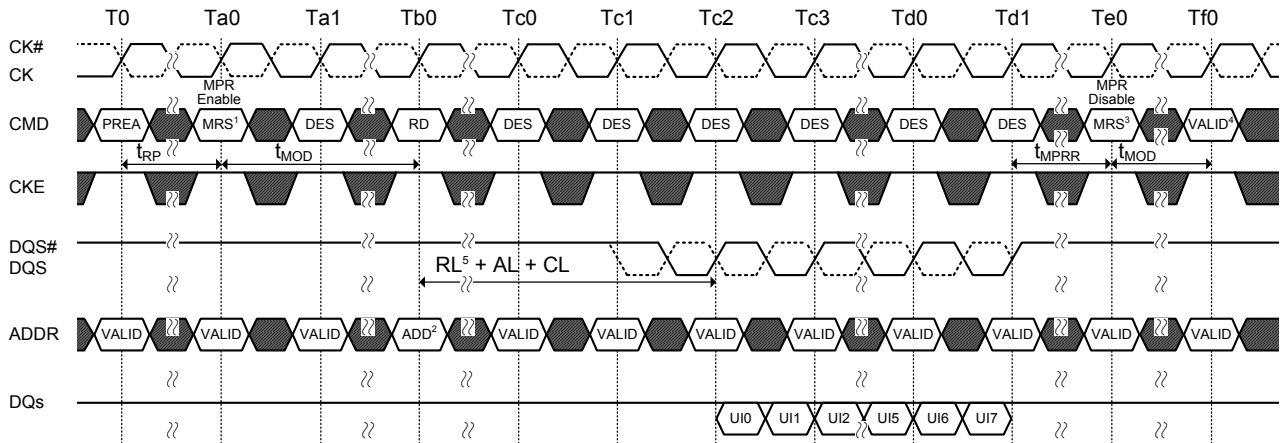 T0 Ta0 Ta1 Tb0 Tc0 Tc1 Tc2 Tc3 Td0 Td1 Te0 Tf0
CK#
CK
MPR Enable
MPR Disable
CMD PREA MRS¹ DES RD DES DES DES DES DES DES MRS³ VALID⁴
tRP tMOD tMPRR tMOD
CKE
DQS#
DQS
RL⁵ + AL + CL
ADDR VALID VALID VALID ADD² VALID VALID VALID VALID VALID VALID VALID VALID
DQs UI0 UI1 UI2 UI5 UI6 UI7